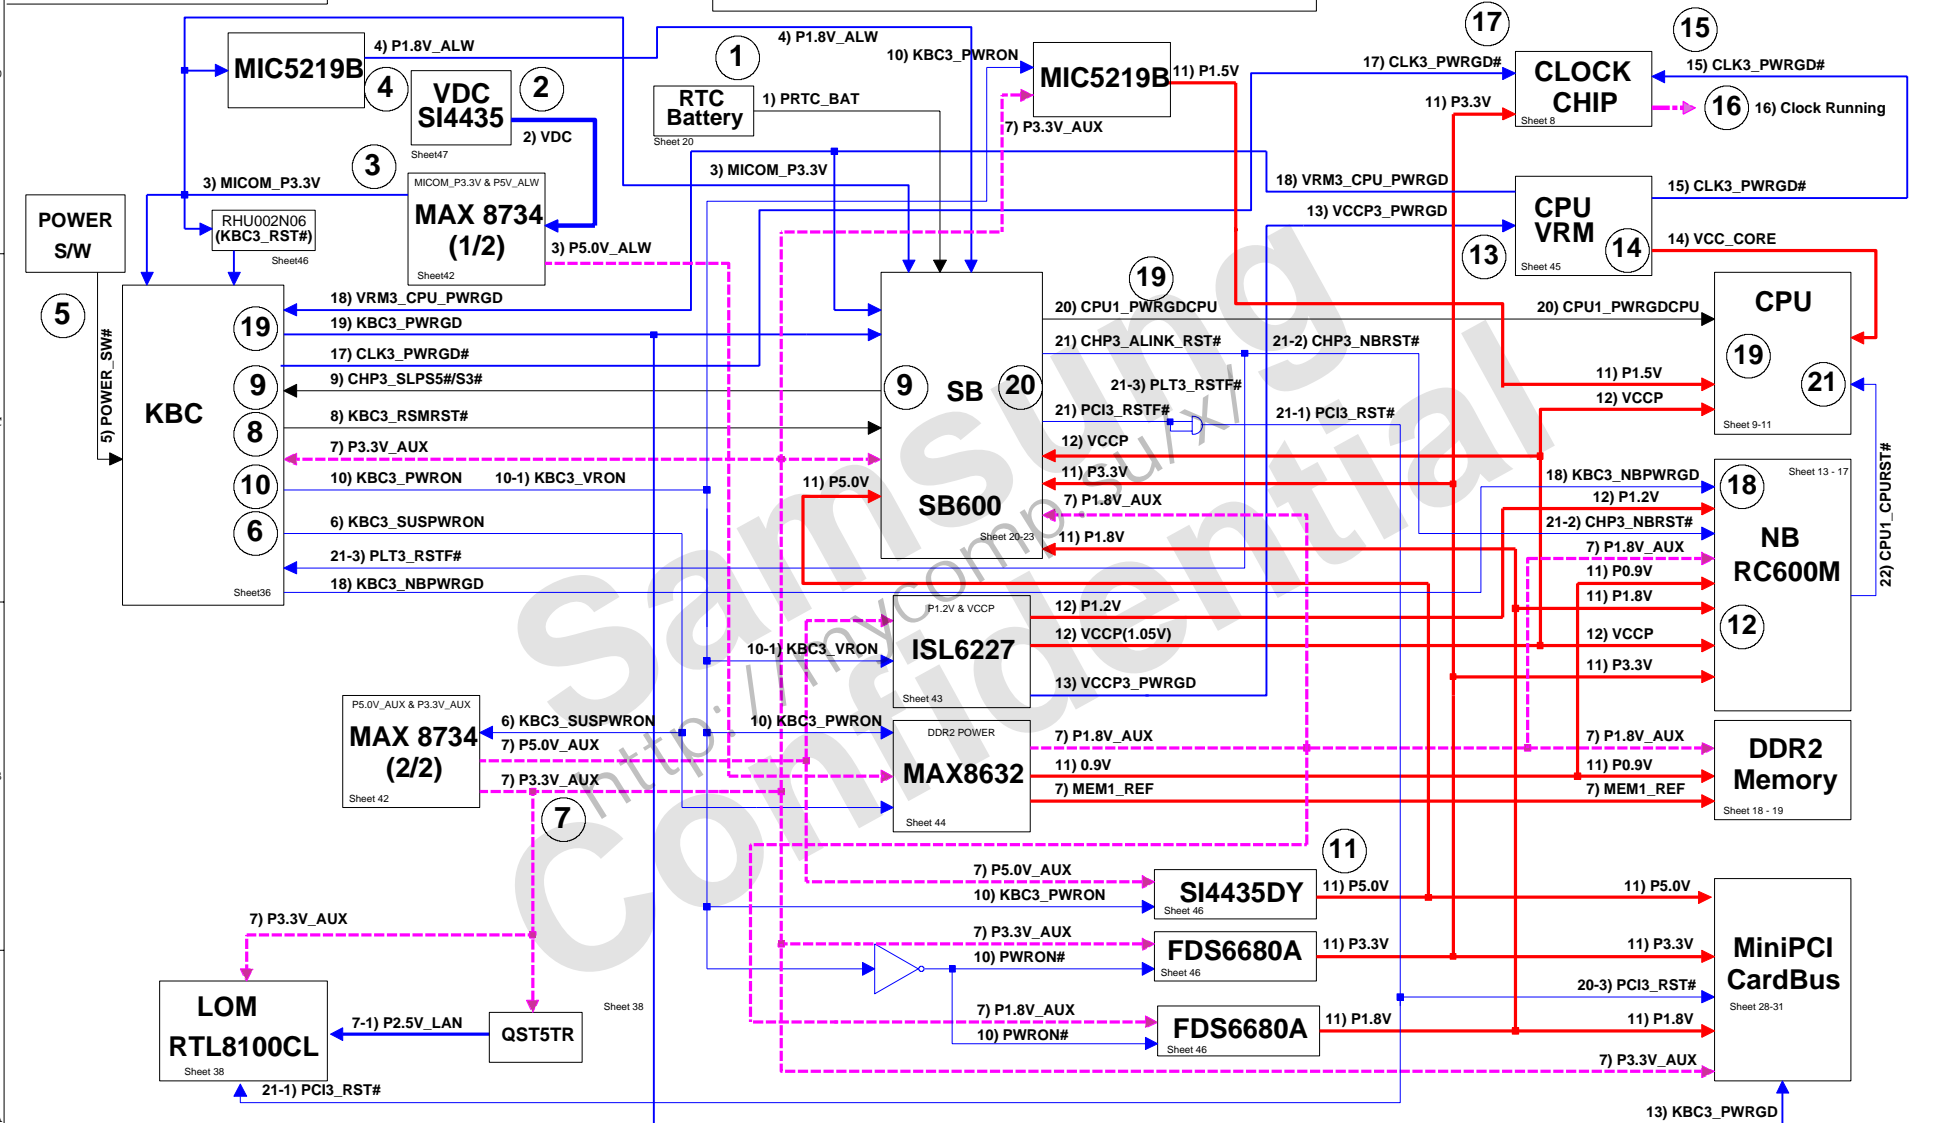 17
15
4) P1.8V_ALW
1
4) P1.8V_ALW
10) KBC3_PWRON
MIC5219B
4
VDC
SI4435
Sheet47
2
2) VDC
RTC
Battery
Sheet 20
1) PRTC_BAT
MIC5219B
11) P1.5V
7) P3.3V_AUX
17) CLK3_PWRGD#
11) P3.3V
CLOCK
CHIP
Sheet 8
15) CLK3_PWRGD#
16
16) Clock Running
3
3) MICOM_P3.3V
MICOM_P3.3V & P5V_ALW
MAX 8734
(1/2)
Sheet42
3) P5.0V_ALW
3) MICOM_P3.3V
18) VRM3_CPU_PWRGD
13) VCCP3_PWRGD
13
CPU
VRM
Sheet 45
14
15) CLK3_PWRGD#
14) VCC_CORE
POWER
S/W
RHU002N06
(KBC3_RST#)
Sheet46
5
5) POWER_SW#
KBC
Sheet36
19
9
8
10
6
18) VRM3_CPU_PWRGD
19) KBC3_PWRGD
17) CLK3_PWRGD#
9) CHP3_SLPS5#/S3#
8) KBC3_RSMRST#
7) P3.3V_AUX
10) KBC3_PWRON
10-1) KBC3_VRON
6) KBC3_SUSPWRON
21-3) PLT3_RSTF#
18) KBC3_NBPWRGD
11) P5.0V
9
SB
20
SB600
Sheet 20-23
19
20) CPU1_PWRGDCPU
21) CHP3_ALINK_RST#
21-2) CHP3_NBRST#
21-3) PLT3_RSTF#
21) PCI3_RSTF#
21-1) PCI3_RST#
12) VCCP
11) P3.3V
7) P1.8V_AUX
11) P1.8V
20) CPU1_PWRGDCPU
11) P1.5V
12) VCCP
CPU
19
21
Sheet 9-11
22) CPU1_CPURST#
18) KBC3_NBPWRGD
12) P1.2V
21-2) CHP3_NBRST#
7) P1.8V_AUX
11) P0.9V
11) P1.8V
12) VCCP
11) P3.3V
Sheet 13 - 17
18
NB
RC600M
12
P1.2V & VCCP
ISL6227
Sheet 43
10-1) KBC3_VRON
12) P1.2V
12) VCCP(1.05V)
13) VCCP3_PWRGD
P5.0V_AUX & P3.3V_AUX
MAX 8734
(2/2)
Sheet 42
6) KBC3_SUSPWRON
7) P5.0V_AUX
7) P3.3V_AUX
7
10) KBC3_PWRON
DDR2 POWER
MAX8632
Sheet 44
7) P1.8V_AUX
11) 0.9V
7) MEM1_REF
7) P1.8V_AUX
11) P0.9V
7) MEM1_REF
DDR2
Memory
Sheet 18 - 19
11
7) P5.0V_AUX
10) KBC3_PWRON
SI4435DY
Sheet 46
11) P5.0V
11) P5.0V
7) P3.3V_AUX
10) PWRON#
FDS6680A
Sheet 46
11) P3.3V
11) P3.3V
20-3) PCI3_RST#
7) P1.8V_AUX
10) PWRON#
FDS6680A
Sheet 46
11) P1.8V
11) P1.8V
7) P3.3V_AUX
MiniPCI
CardBus
Sheet 28-31
13) KBC3_PWRGD
7) P3.3V_AUX
LOM
RTL8100CL
Sheet 38
7-1) P2.5V_LAN
QST5TR
Sheet 38
21-1) PCI3_RST#
Samsung
Confidential
http://mycomp.su/x/